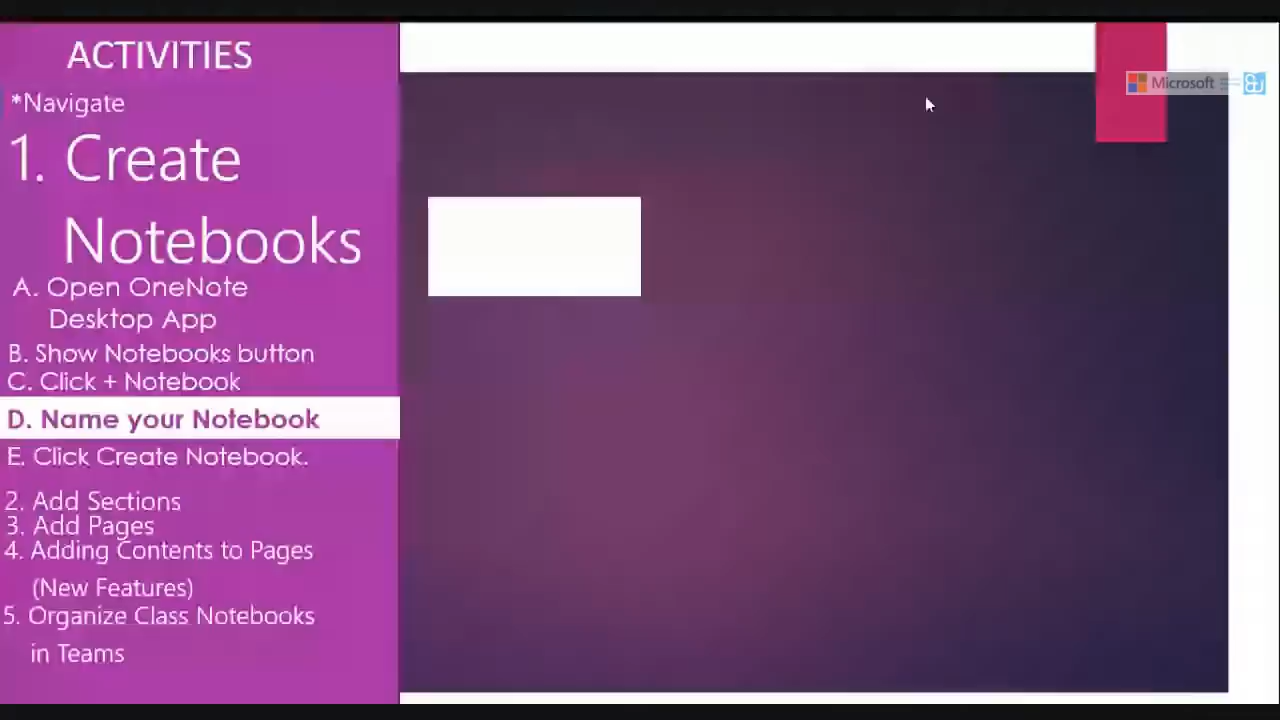 ACTIVITIES
*Navigate
1. Create
Notebooks
A. Open OneNote
Desktop App
B. Show Notebooks button
C. Click + Notebook
D. Name your Notebook
E. Click Create Notebook.
2. Add Sections
3. Add Pages
4. Adding Contents to Pages
(New Features)
5. Organize Class Notebooks
in Teams
Microsoft